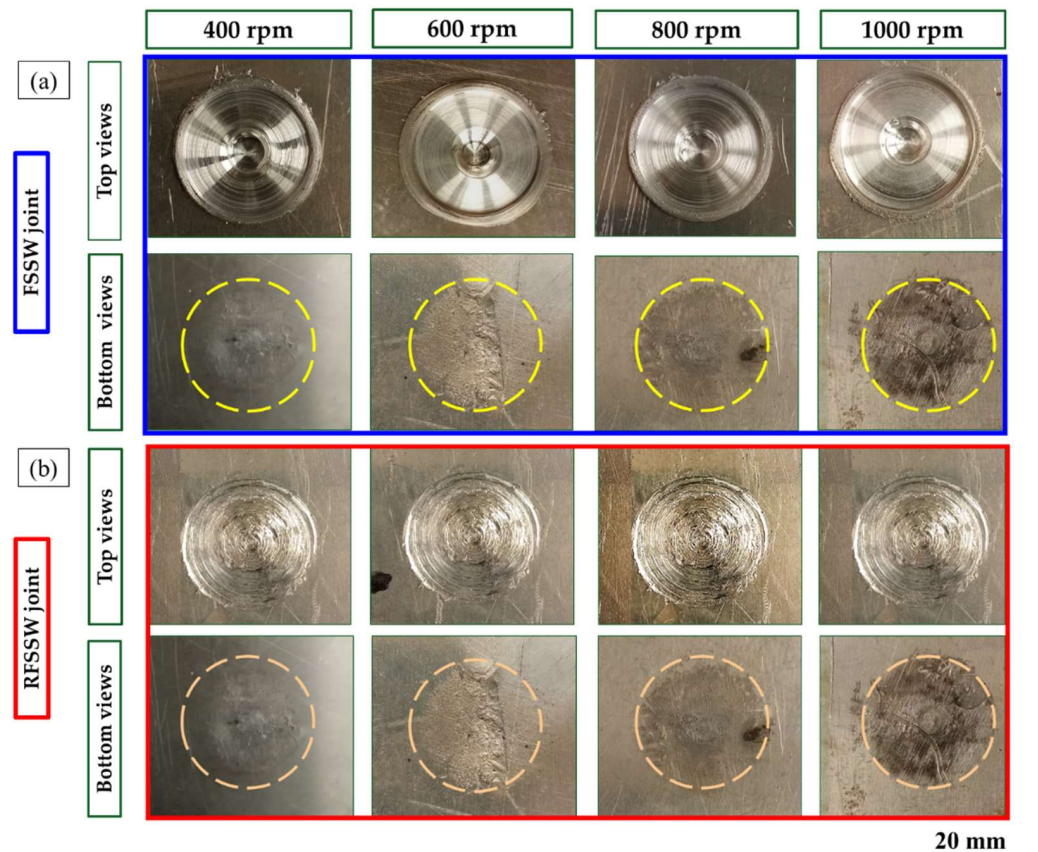 400 rpm
600 rpm
800 rpm
1000 rpm
(a)
FSSW joint
Top views
Bottom views
(b)
RFSSW joint
Top views
Bottom views
20 mm